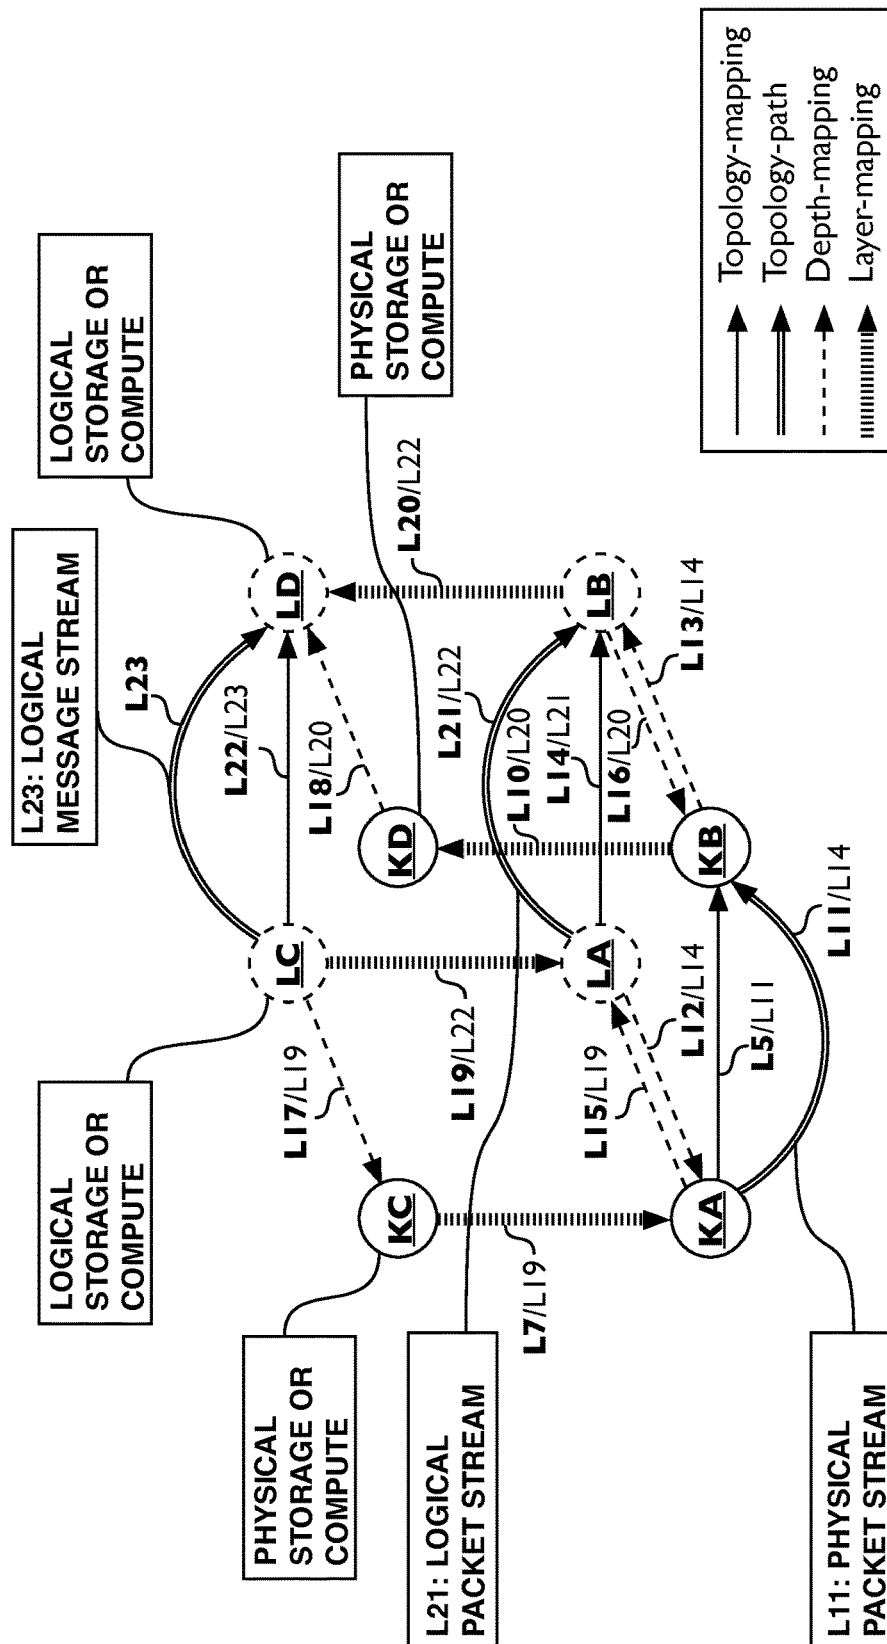 L23: LOGICAL
MESSAGE STREAM
LOGICAL
STORAGE OR
COMPUTE
LOGICAL
STORAGE OR
COMPUTE
PHYSICAL
STORAGE OR
COMPUTE
PHYSICAL
STORAGE OR
COMPUTE
L21: LOGICAL
PACKET STREAM
L11: PHYSICAL
PACKET STREAM
L23
L22/L23
LC
LD
L17/L19
L18/L20
KC
KD
L20/L22
L19/L22
L7/L19
L21/L22
L10/L20
L14/L21
L16/L20
LA
LB
L15/L19
L12/L14
L13/L14
KA
KB
L5/L11
L11/L14
Topology-mapping
Topology-path
Depth-mapping
Layer-mapping